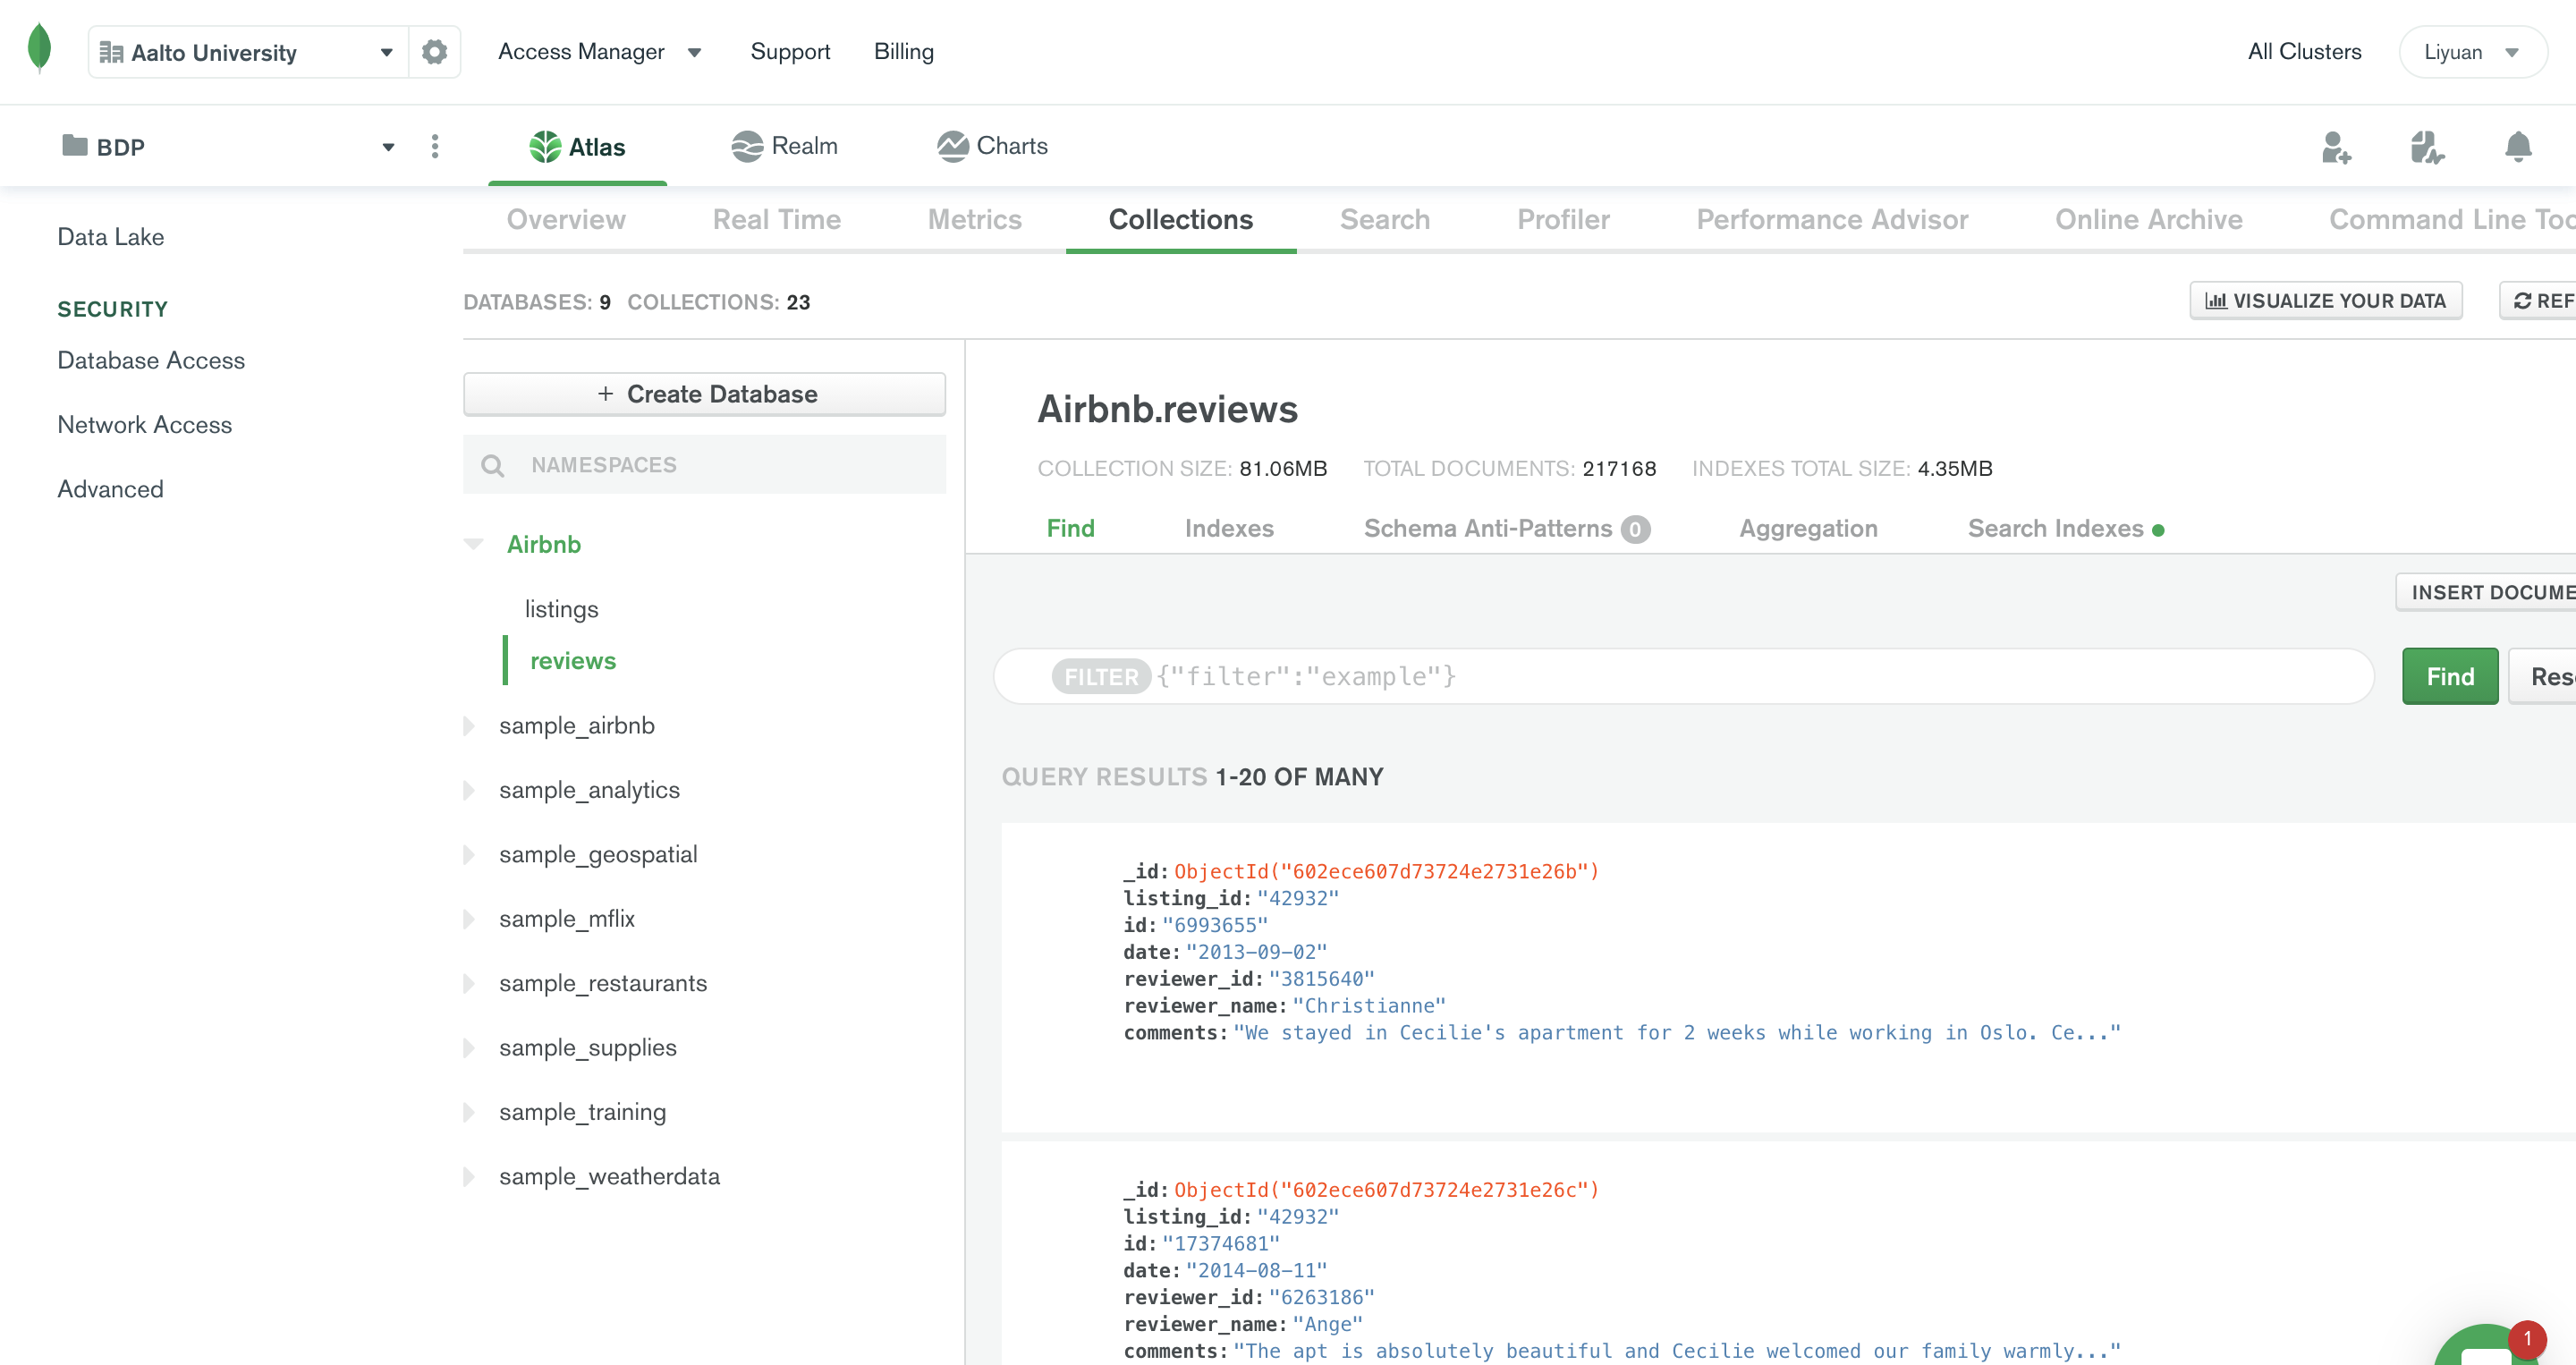 Aalto University
Access Manager
Support
Billing
All Clusters
Liyuan
BDP
Atlas
Realm
Charts
Data Lake
SECURITY
Database Access
Network Access
Advanced
Overview
Real Time
Metrics
Collections
Search
Profiler
Performance Advisor
Online Archive
Command Line Too
DATABASES: 9 COLLECTIONS: 23
VISUALIZE YOUR DATA
REF
+ Create Database
NAMESPACES
Airbnb
listings
reviews
sample_airbnb
sample_analytics
sample_geospatial
sample_mflix
sample_restaurants
sample_supplies
sample_training
sample_weatherdata
Airbnb.reviews
COLLECTION SIZE: 81.06MB TOTAL DOCUMENTS: 217168 INDEXES TOTAL SIZE: 4.35MB
Find
Indexes
Schema Anti-Patterns 0
Aggregation
Search Indexes
INSERT DOCUME
FILTER {"filter":"example"}
Find
Res
QUERY RESULTS 1-20 OF MANY
_id: ObjectId("602ece607d73724e2731e26b")
listing_id: "42932"
id: "6993655"
date: "2013-09-02"
reviewer_id: "3815640"
reviewer_name: "Christianne"
comments: "We stayed in Cecilie's apartment for 2 weeks while working in Oslo. Ce..."
_id: ObjectId("602ece607d73724e2731e26c")
listing_id: "42932"
id: "17374681"
date: "2014-08-11"
reviewer_id: "6263186"
reviewer_name: "Ange"
comments: "The apt is absolutely beautiful and Cecilie welcomed our family warmly..."
1